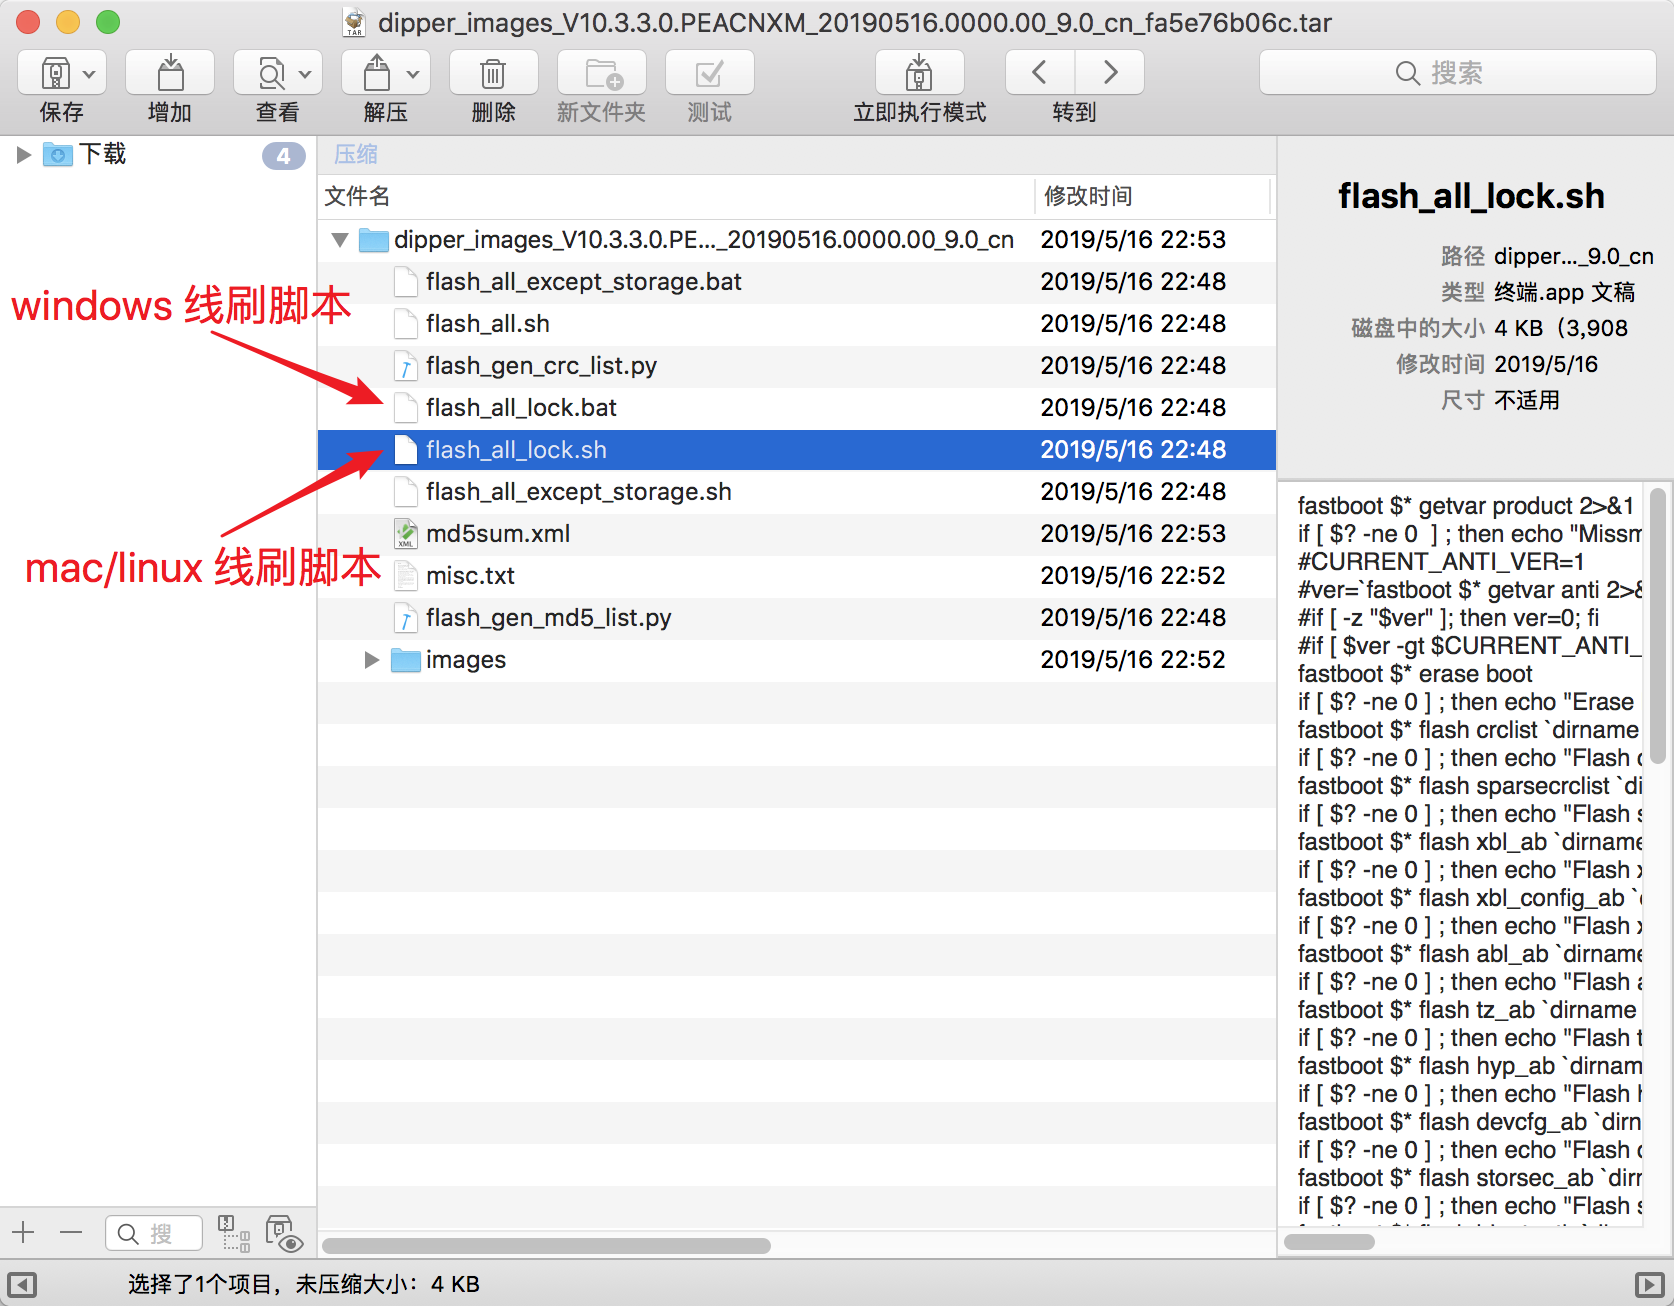 dipper_images_V10.3.3.0.PEACNXM_20190516.0000.00_9.0_cn_fa5e76b06c.tar
保存 增加 查看 解压 删除 新文件夹 测试 立即执行模式 转到 搜索
下载 4
压缩
文件名 修改时间
dipper_images_V10.3.3.0.PE..._20190516.0000.00_9.0_cn 2019/5/16 22:53
flash_all_except_storage.bat 2019/5/16 22:48
windows 线刷脚本
flash_all.sh 2019/5/16 22:48
flash_gen_crc_list.py 2019/5/16 22:48
flash_all_lock.bat 2019/5/16 22:48
flash_all_lock.sh 2019/5/16 22:48
flash_all_except_storage.sh 2019/5/16 22:48
md5sum.xml 2019/5/16 22:53
mac/linux 线刷脚本
misc.txt 2019/5/16 22:52
flash_gen_md5_list.py 2019/5/16 22:48
images 2019/5/16 22:52
flash_all_lock.sh
路径 dipper..._9.0_cn
类型 终端.app 文稿
磁盘中的大小 4 KB（3,908
修改时间 2019/5/16
尺寸 不适用
fastboot $* getvar product 2>&1
if [ $? -ne 0  ] ; then echo "Missm
#CURRENT_ANTI_VER=1
#ver=`fastboot $* getvar anti 2>&
#if [ -z "$ver" ]; then ver=0; fi
#if [ $ver -gt $CURRENT_ANTI_
fastboot $* erase boot
if [ $? -ne 0 ] ; then echo "Erase
fastboot $* flash crclist `dirname
if [ $? -ne 0 ] ; then echo "Flash c
fastboot $* flash sparsecrclist `di
if [ $? -ne 0 ] ; then echo "Flash s
fastboot $* flash xbl_ab `dirname
if [ $? -ne 0 ] ; then echo "Flash x
fastboot $* flash xbl_config_ab `
if [ $? -ne 0 ] ; then echo "Flash x
fastboot $* flash abl_ab `dirname
if [ $? -ne 0 ] ; then echo "Flash a
fastboot $* flash tz_ab `dirname
if [ $? -ne 0 ] ; then echo "Flash t
fastboot $* flash hyp_ab `dirnam
if [ $? -ne 0 ] ; then echo "Flash h
fastboot $* flash devcfg_ab `dirn
if [ $? -ne 0 ] ; then echo "Flash c
fastboot $* flash storsec_ab `dirr
if [ $? -ne 0 ] ; then echo "Flash s
搜
选择了1个项目，未压缩大小：4 KB